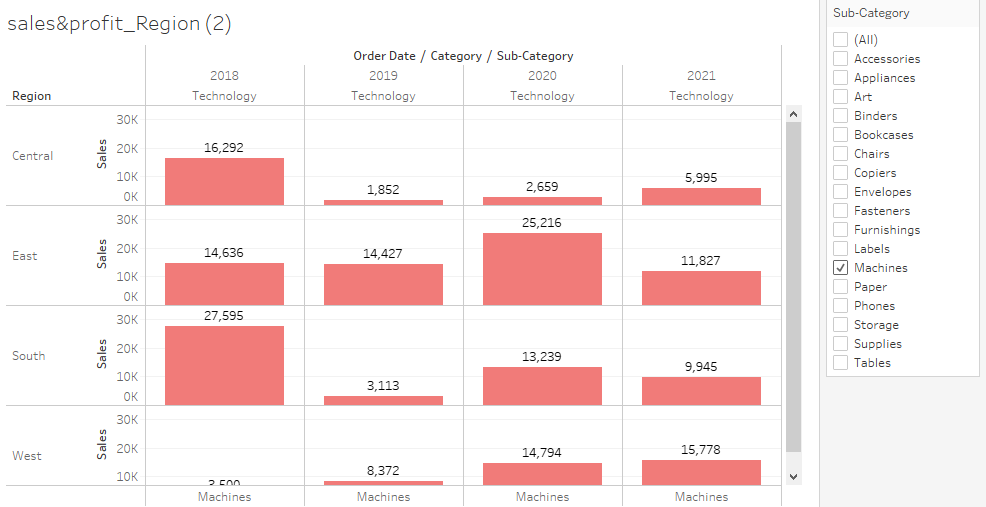 sales&profit_Region (2)
Order Date / Category / Sub-Category
2018 2019 2020 2021
Region Technology Technology Technology Technology
Central Sales 30K 20K 10K 0K
16,292 1,852 2,659 5,995
East Sales 30K 20K 10K 0K
14,636 14,427 25,216 11,827
South Sales 30K 20K 10K 0K
27,595 3,113 13,239 9,945
West Sales 30K 20K 10K
8,372 14,794 15,778
Machines Machines Machines Machines
Sub-Category
(All)
Accessories
Appliances
Art
Binders
Bookcases
Chairs
Copiers
Envelopes
Fasteners
Furnishings
Labels
Machines
Paper
Phones
Storage
Supplies
Tables